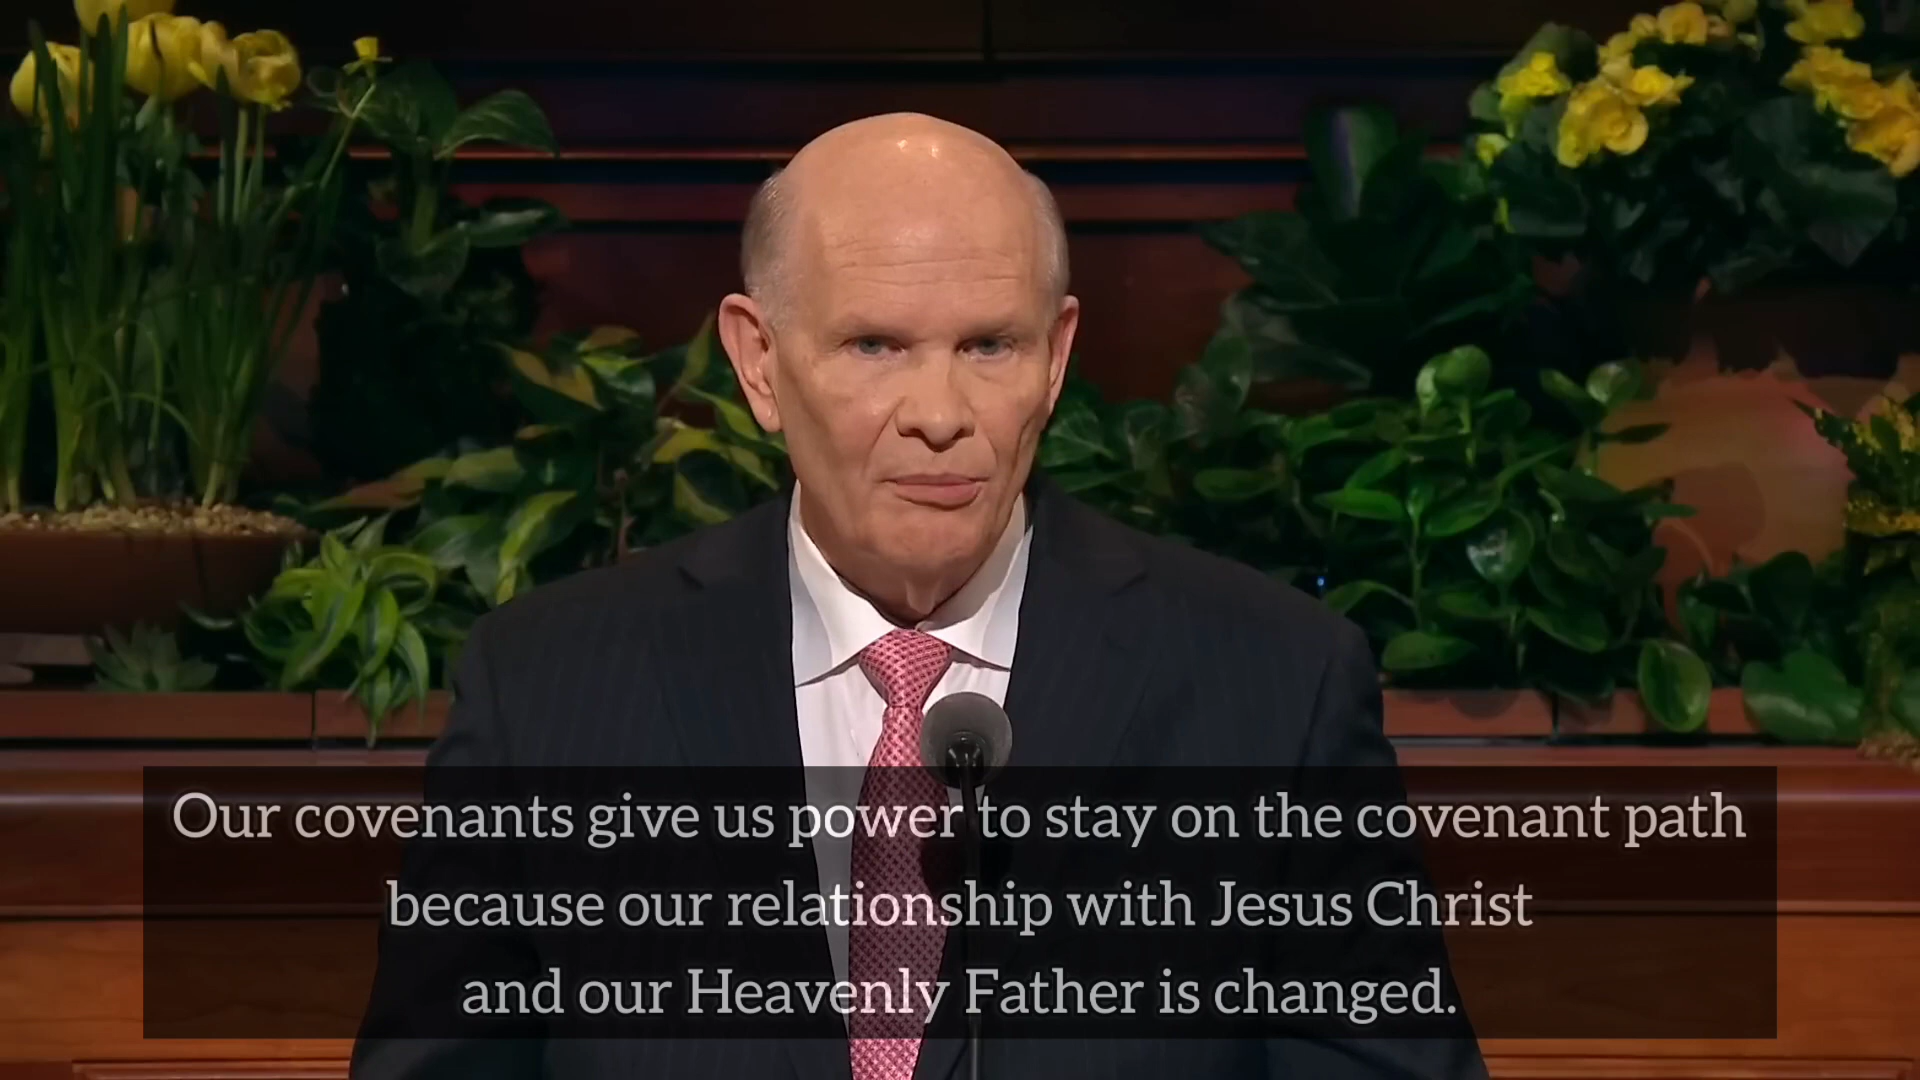 Our covenants give us power to stay on the covenant path
because our relationship with Jesus Christ
and our Heavenly Father is changed.